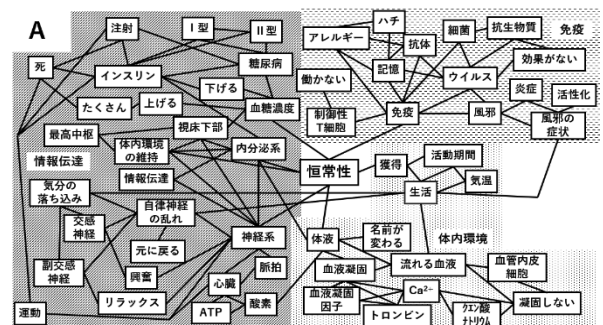 A
注射
Ⅰ型
Ⅱ型
死
インスリン
糖尿病
下げる
たくさん
上げる
血糖濃度
最高中枢
視床下部
体内環境
の維持
内分泌系
情報伝達
情報伝達
気分の
落ち込み
自律神経
の乱れ
交感
神経
元に戻る
神経系
副交感
神経
興奮
脈拍
心臓
リラックス
ATP
酸素
運動
ハチ
アレルギー
抗体
細菌
抗生物質
免疫
記憶
ウイルス
効果がない
働かない
制御性
T細胞
免疫
風邪
炎症
活性化
風邪の
症状
恒常性
獲得
活動期間
気温
生活
体液
名前が
変わる
体内環境
血液凝固
流れる血液
血管内皮
細胞
血液凝固
因子
Ca²⁻
トロンビン
クエン酸
ナトリウム
凝固しない